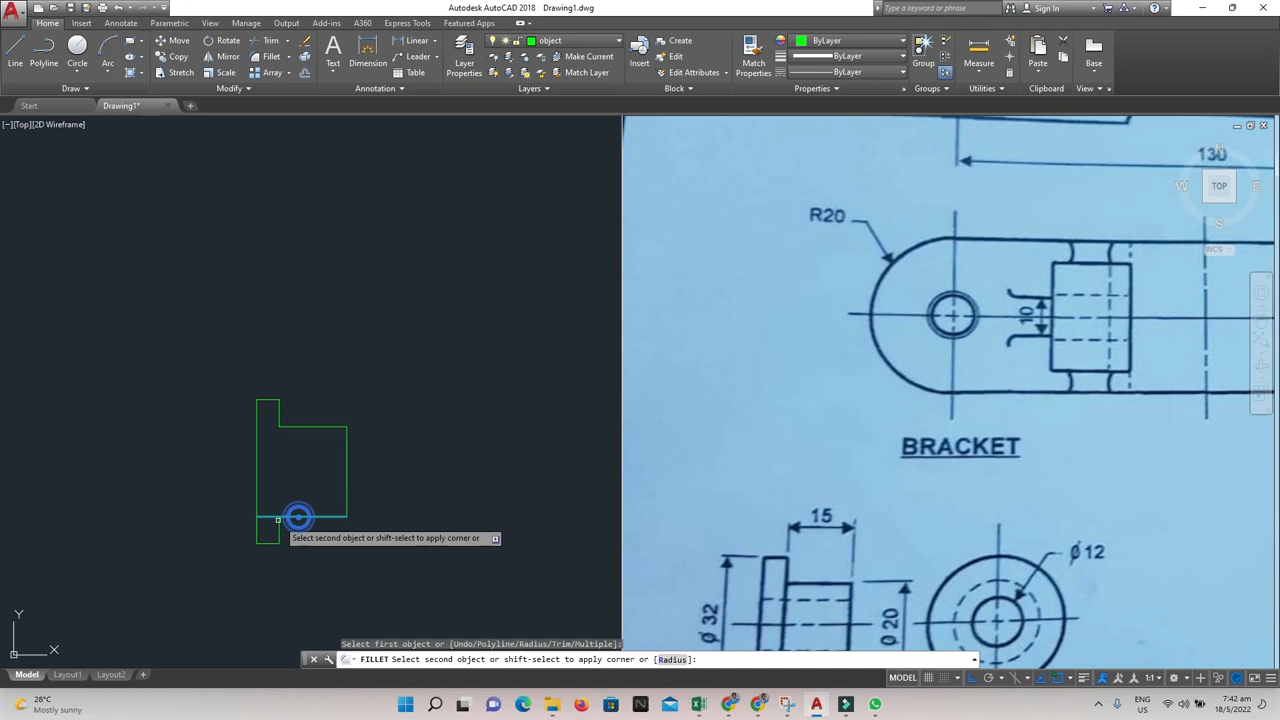 Autodesk AutoCAD 2018 Drawing1.dwg
Type a keyword or phrase
Sign In
Home Insert Annotate Parametric View Manage Output Add-ins A360 Express Tools Featured Apps
Line Polyline Circle Arc
Move Rotate Trim
Copy Mirror Fillet
Stretch Scale Array
Text Dimension
Linear
Leader
Table
Layer Properties
object
Make Current
Match Layer
Insert
Create
Edit
Edit Attributes
Match Properties
ByLayer
ByLayer
ByLayer
Group
Measure
Paste
Base
Draw Modify Annotation Layers Block Properties Groups Utilities Clipboard View
Start Drawing1*
[−][Top][2D Wireframe]
130
N
W TOP E
S
WCS
R20
10
BRACKET
15
Ø 12
Ø 32
Ø 20
Select second object or shift-select to apply corner or
Y
X
Select first object or [Undo/Polyline/Radius/Trim/Multiple]:
FILLET Select second object or shift-select to apply corner or [Radius]:
Model Layout1 Layout2
MODEL
1:1
28°C
Mostly sunny
ENG
7:42 am
18/5/2022